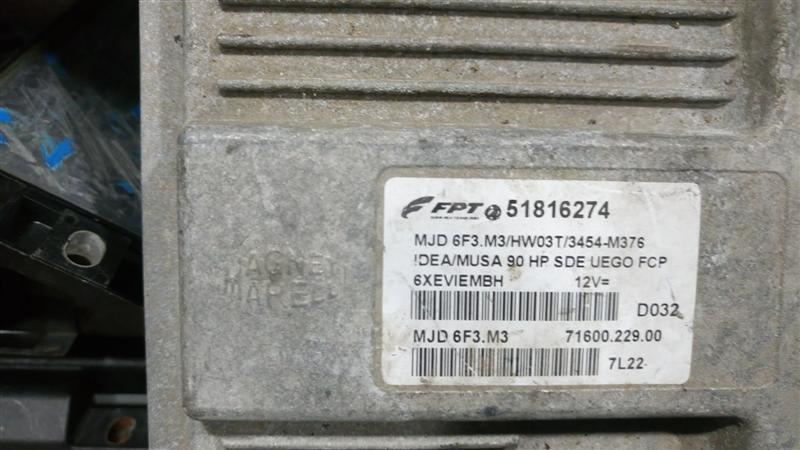 MAGNETI
MARELLI
FPT 51816274
MJD 6F3.M3/HW03T/3454-M376
IDEA/MUSA 90 HP SDE UEGO FCP
6XEVIEMBH 12V=
D032
MJD 6F3.M3 71600.229.00
7L22